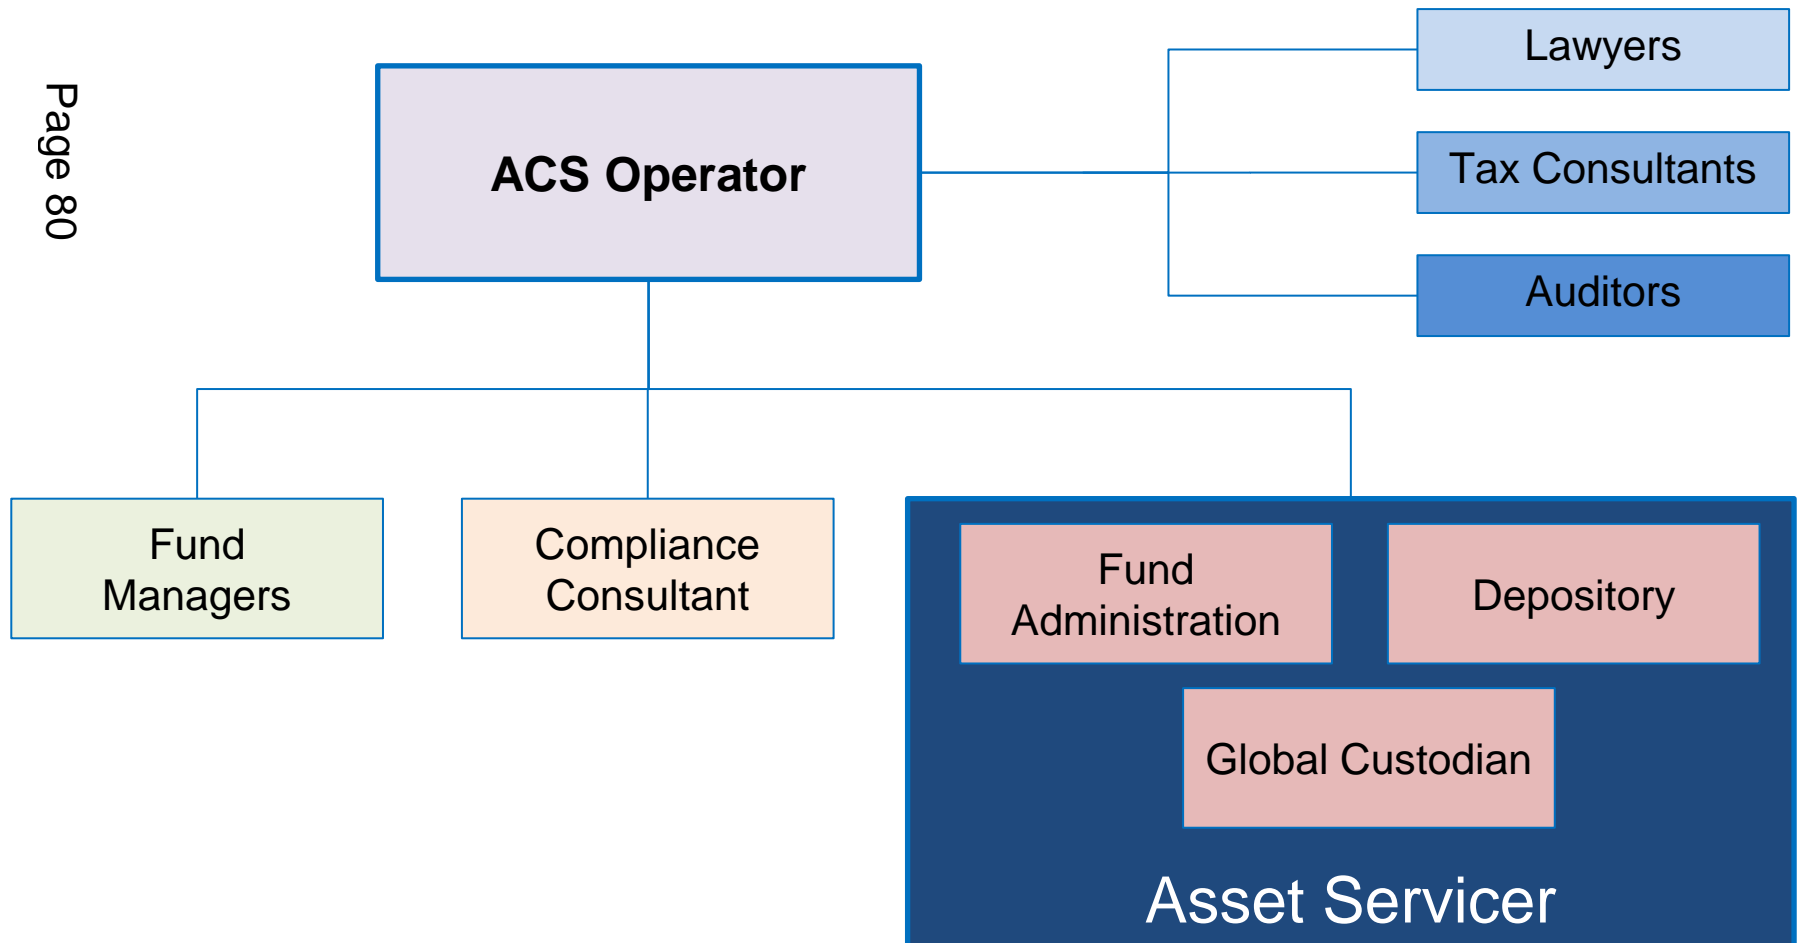 Page 80
ACS Operator
Lawyers
Tax Consultants
Auditors
Fund
Managers
Compliance
Consultant
Fund
Administration
Depository
Global Custodian
Asset Servicer